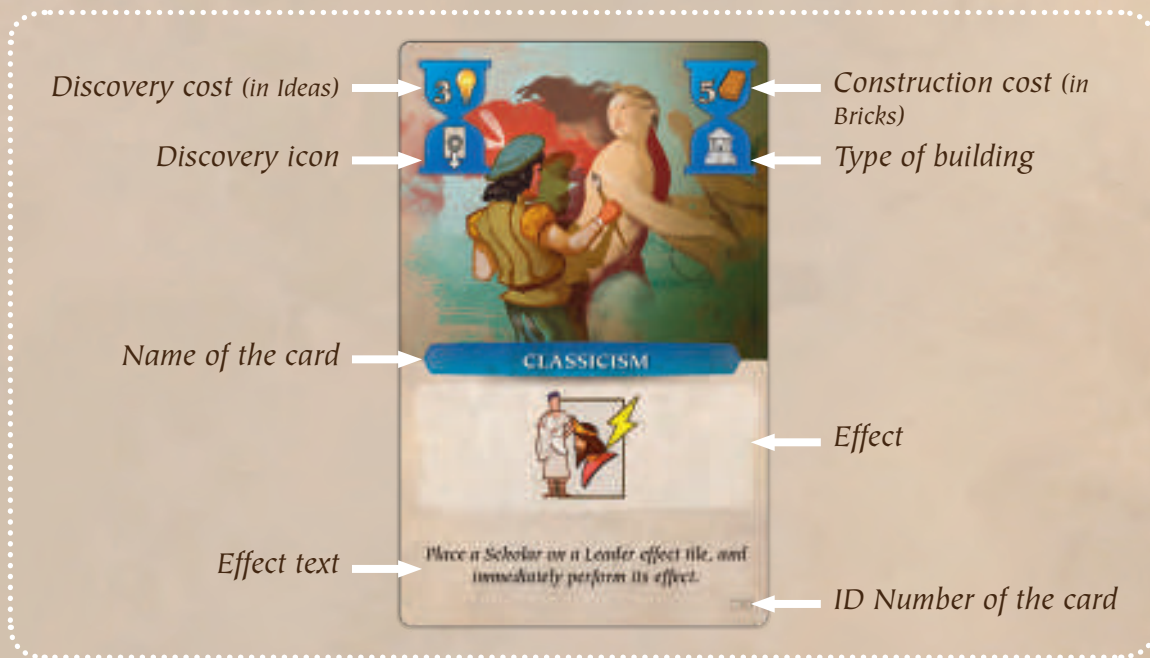 Discovery cost (in Ideas)
3
5
Construction cost (in
Bricks)
Discovery icon
Type of building
Name of the card
CLASSICISM
Effect
Effect text
Place a Scholar on a Leader effect tile, and
immediately perform its effect.
ID Number of the card